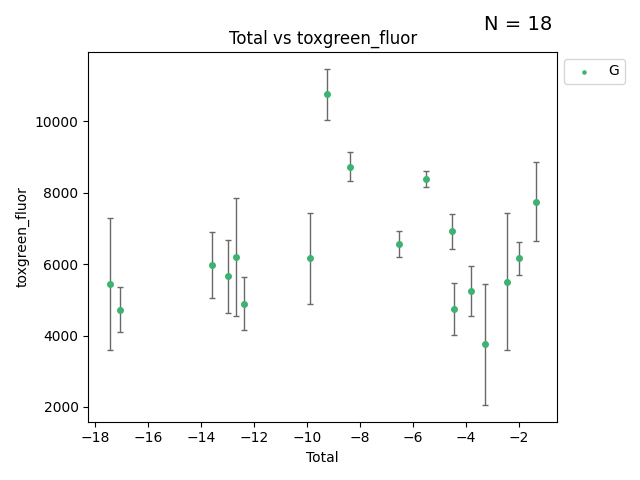 N = 18
Total vs toxgreen_fluor
G
toxgreen_fluor
10000
8000
6000
4000
2000
−18 −16 −14 −12 −10 −8 −6 −4 −2
Total